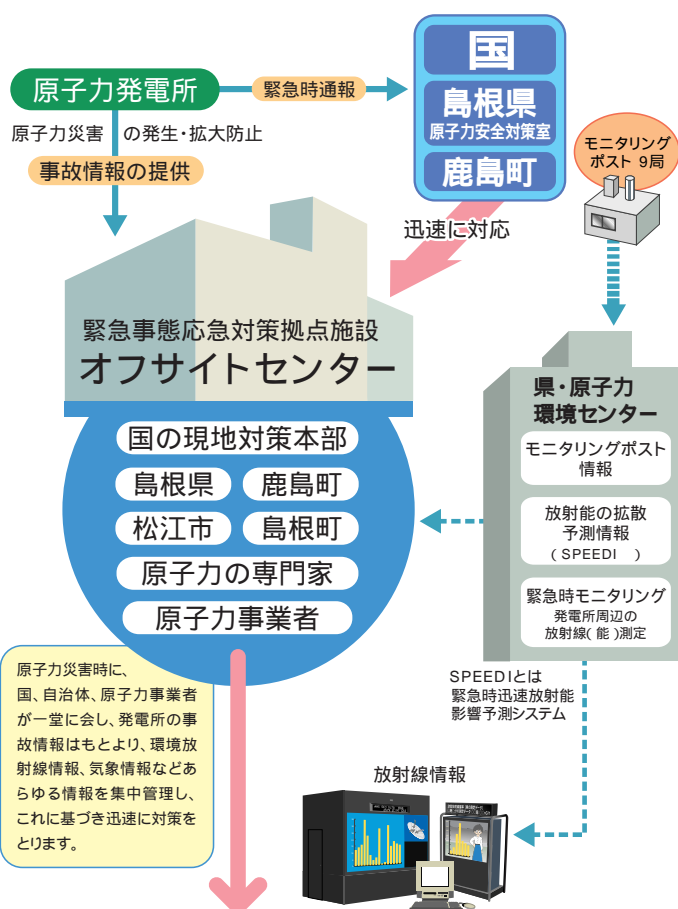 原子力発電所
緊急時通報
国
島根県
原子力安全対策室
鹿島町
原子力災害 の発生・拡大防止
事故情報の提供
迅速に対応
モニタリング
ポスト 9局
緊急事態応急対策拠点施設
オフサイトセンター
国の現地対策本部
島根県
鹿島町
松江市
島根町
原子力の専門家
原子力事業者
県・原子力
環境センター
モニタリングポスト
情報
放射能の拡散
予測情報
(SPEEDI )
緊急時モニタリング
発電所周辺の
放射線(能)測定
原子力災害時に、
国、自治体、原子力事業者
が一堂に会し、発電所の事
故情報はもとより、環境放
射線情報、気象情報などあ
らゆる情報を集中管理し、
これに基づき迅速に対策を
とります。
SPEEDIとは
緊急時迅速放射能
影響予測システム
放射線情報